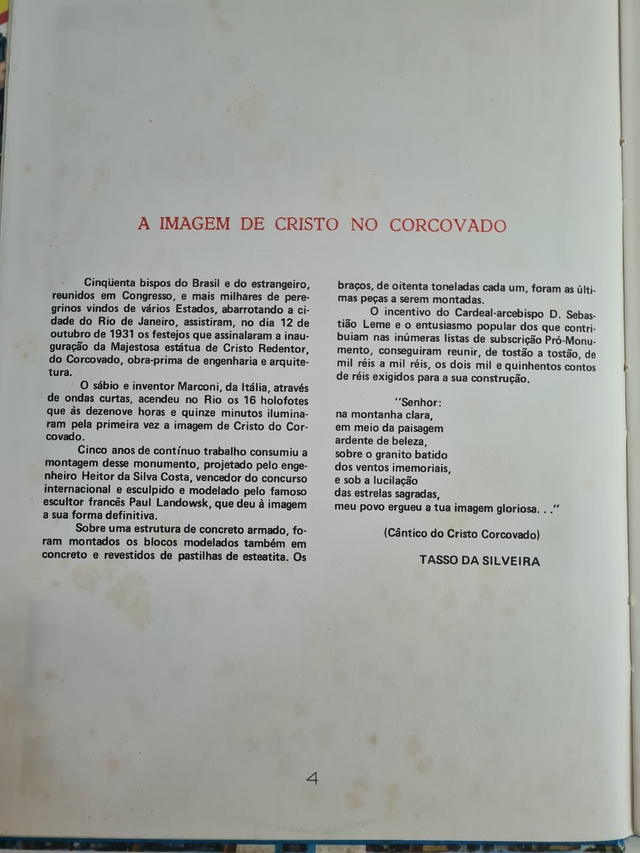 A IMAGEM DE CRISTO NO CORCOVADO
Cinqüenta bispos do Brasil e do estrangeiro,
reunidos em Congresso, e mais milhares de pere-
grinos vindos de vários Estados, abarrotando a ci-
dade do Rio de Janeiro, assistiram, no dia 12 de
outubro de 1931 os festejos que assinalaram a inau-
guração da Majestosa estátua de Cristo Redentor,
do Corcovado, obra-prima de engenharia e arquite-
tura.
O sábio e inventor Marconi, da Itália, através
de ondas curtas, acendeu no Rio os 16 holofotes
que às dezenove horas e quinze minutos ilumina-
ram pela primeira vez a imagem de Cristo do Cor-
covado.
Cinco anos de contínuo trabalho consumiu a
montagem desse monumento, projetado pelo enge-
nheiro Heitor da Silva Costa, vencedor do concurso
internacional e esculpido e modelado pelo famoso
escultor francês Paul Landowsk, que deu à imagem
a sua forma definitiva.
Sobre uma estrutura de concreto armado, fo-
ram montados os blocos modelados também em
concreto e revestidos de pastilhas de esteatita. Os
braços, de oitenta toneladas cada um, foram as últi-
mas peças a serem montadas.
O incentivo do Cardeal-arcebispo D. Sebas-
tião Leme e o entusiasmo popular dos que contri-
buiam nas inúmeras listas de subscrição Pró-Monu-
mento, conseguiram reunir, de tostão a tostão, de
mil réis a mil réis, os dois mil e quinhentos contos
de réis exigidos para a sua construção.
"Senhor:
na montanha clara,
em meio da paisagem
ardente de beleza,
sobre o granito batido
dos ventos imemoriais,
e sob a lucilação
das estrelas sagradas,
meu povo ergueu a tua imagem gloriosa. . ."
(Cântico do Cristo Corcovado)
TASSO DA SILVEIRA
4